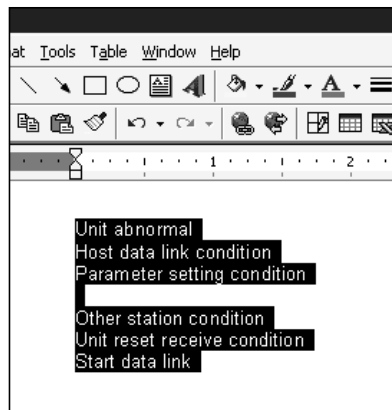 at Tools Table Window Help
1 2
Unit abnormal
Host data link condition
Parameter setting condition
Other station condition
Unit reset receive condition
Start data link